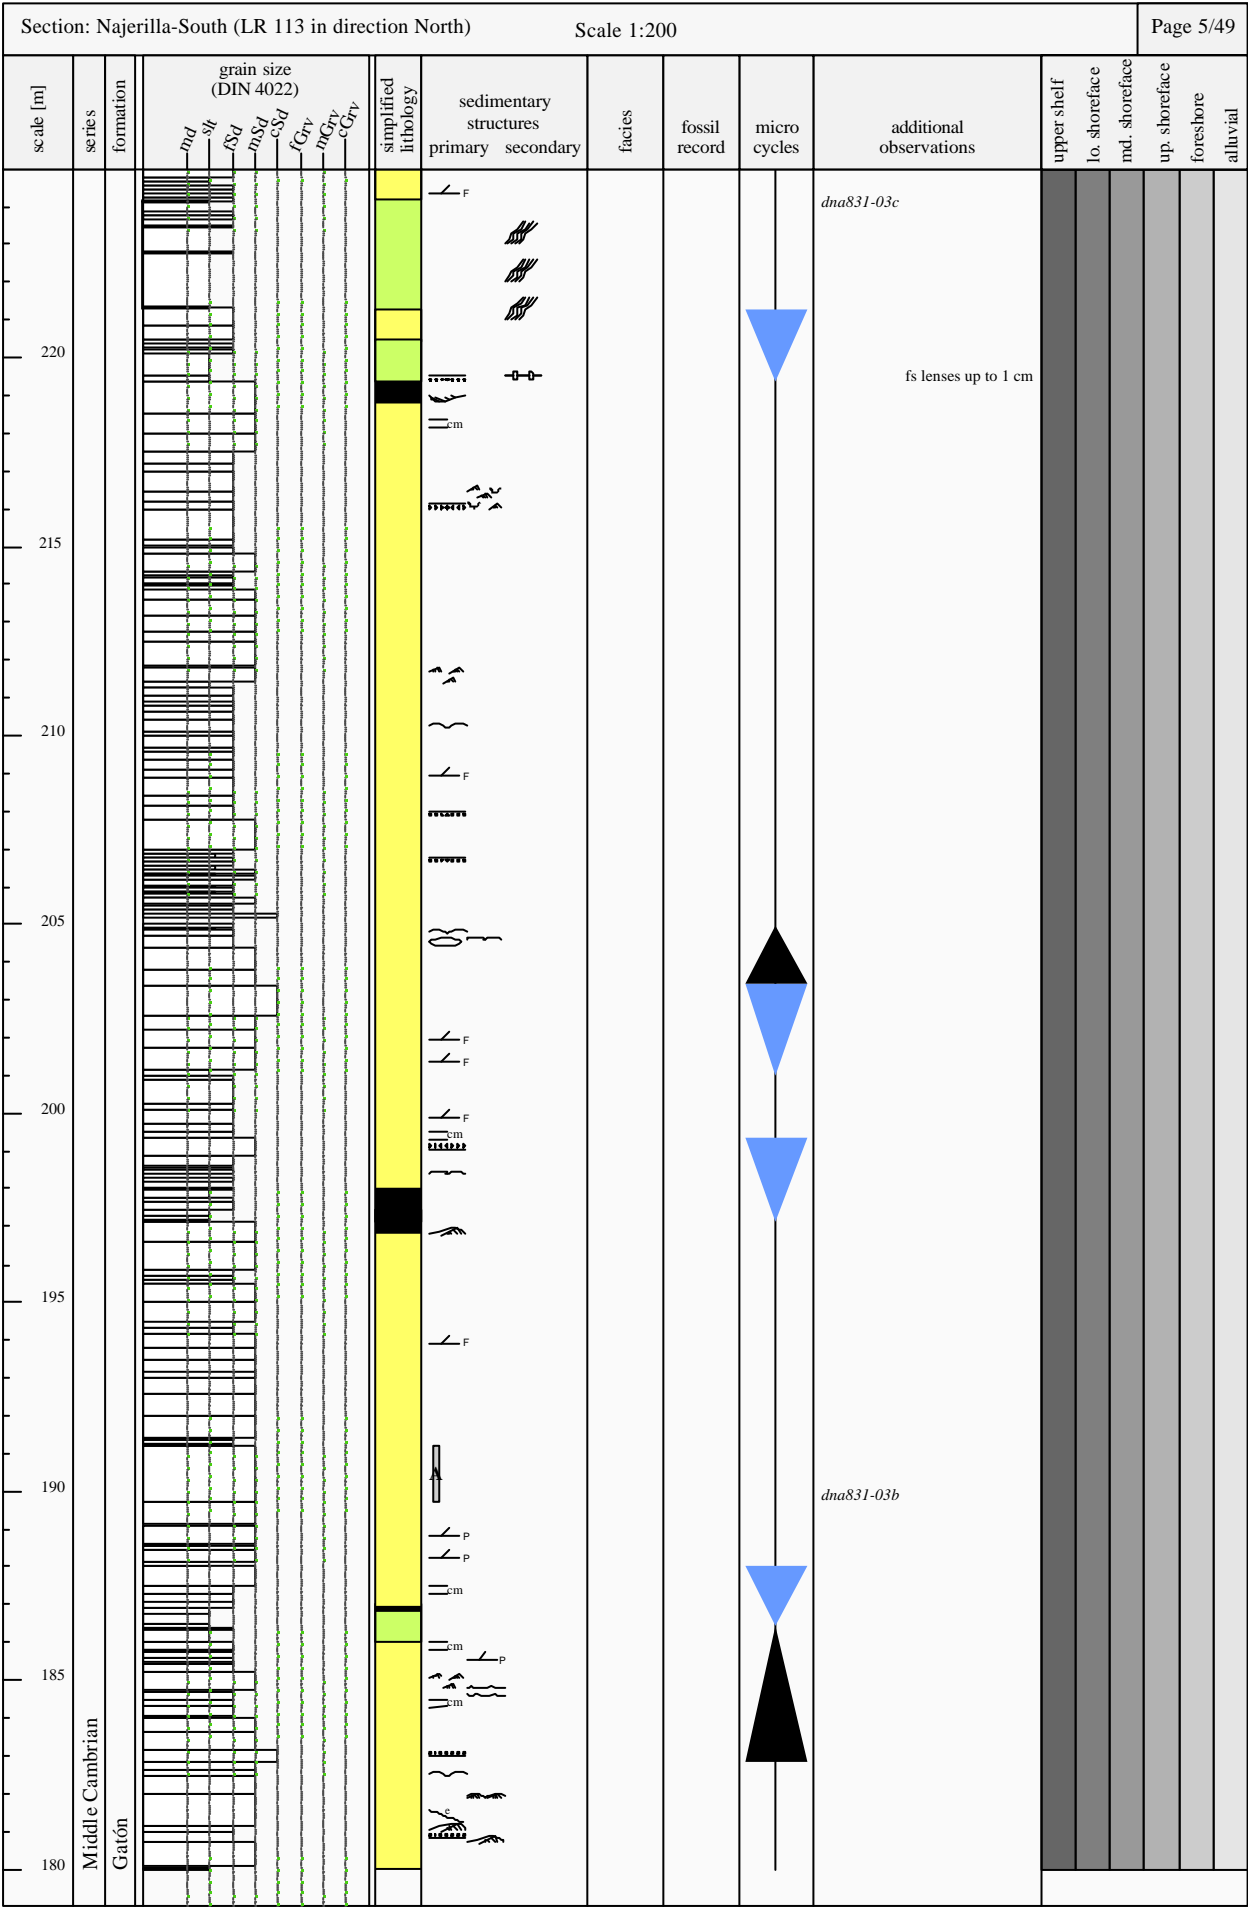 Section: Najerilla-South (LR 113 in direction North) Scale 1:200 Page 5/49
scale [m]
series
formation
grain size
(DIN 4022)
md
slt
fSd
mSd
cSd
fGrv
mGrv
cGrv
simplified
lithology
sedimentary
structures
primary secondary
facies
fossil
record
micro
cycles
additional
observations
upper shelf
lo. shoreface
md. shoreface
up. shoreface
foreshore
alluvial
F
dna831-03c
220
fs lenses up to 1 cm
cm
215
210
F
205
F
F
200
F
cm
195
F
A
190
dna831-03b
P
P
cm
cm
P
185
cm
e
180
Middle Cambrian
Gatón